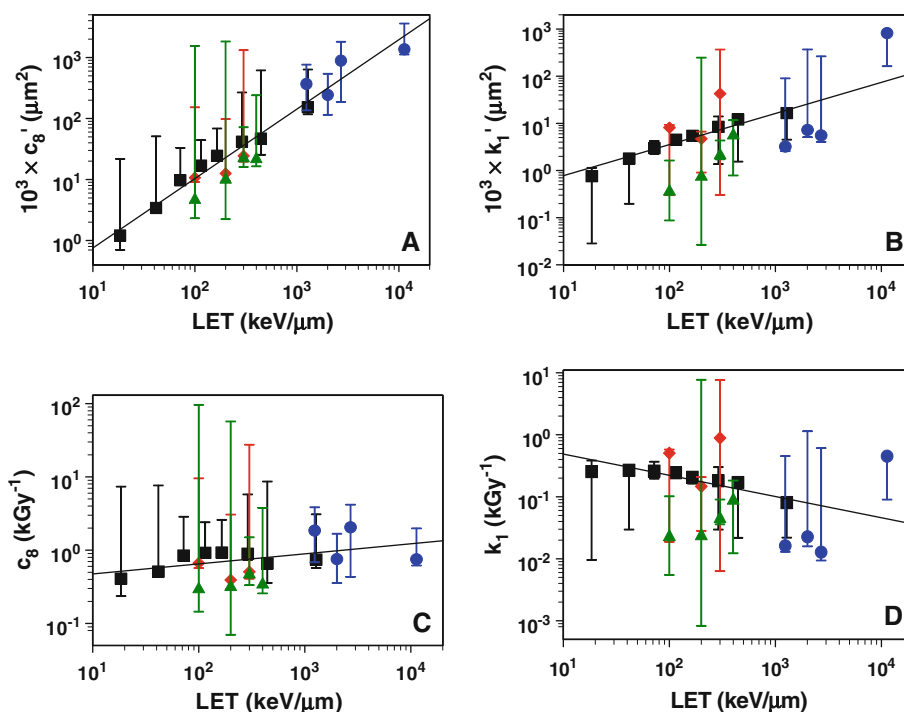 10³ × c₈' (μm²)
10³
10²
10¹
10⁰
A
10¹ 10² 10³ 10⁴
LET (keV/μm)
10³ × k₁' (μm²)
10³
10²
10¹
10⁰
10⁻¹
10⁻²
B
10¹ 10² 10³ 10⁴
LET (keV/μm)
c₈ (kGy⁻¹)
10²
10¹
10⁰
10⁻¹
C
10¹ 10² 10³ 10⁴
LET (keV/μm)
k₁ (kGy⁻¹)
10¹
10⁰
10⁻¹
10⁻²
10⁻³
D
10¹ 10² 10³ 10⁴
LET (keV/μm)